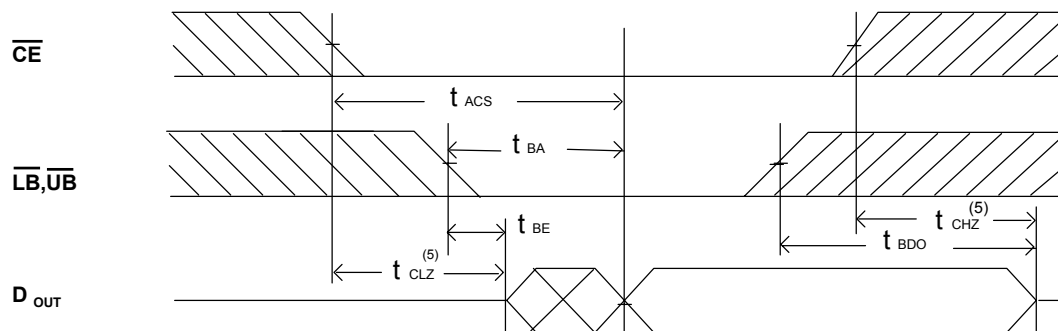 CE
t ACS
t BA
LB,UB
t CHZ (5)
t BE
t BDO
t CLZ (5)
D OUT